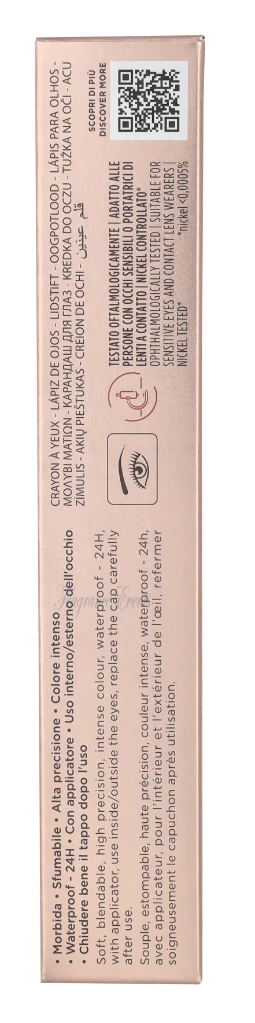 • Morbida • Sfumabile • Alta precisione • Colore intenso
• Waterproof - 24H • Con applicatore • Uso interno/esterno dell'occhio
• Chiudere bene il tappo dopo l'uso
Soft, blendable, high precision, intense colour, waterproof - 24H,
with applicator, use inside/outside the eyes, replace the cap carefully
after use.
Souple, estompable, haute précision, couleur intense, waterproof - 24h,
avec applicateur, pour l'intérieur et l'extérieur de l'œil, refermer
soigneusement le capuchon après utilisation.
CRAYON À YEUX - LÁPIZ DE OJOS - LIDSTIFT - OOGPOTLOOD - LÁPIS PARA OLHOS -
ΜΟΛΥΒΙ ΜΑΤΙΩΝ - КАРАНДАШ ДЛЯ ГЛАЗ - KREDKA DO OCZU - TUŽKA NA OČI - ACU
ZĪMULIS - AKIŲ PIEŠTUKAS - CREION DE OCHI - قلم عينين
TESTATO OFTALMOLOGICAMENTE | ADATTO ALLE
PERSONE CON OCCHI SENSIBILI O PORTATRICI DI
LENTI A CONTATTO | NICKEL CONTROLLATO*
OPHTHALMOLOGICALLY TESTED | SUITABLE FOR
SENSITIVE EYES AND CONTACT LENS WEARERS |
NICKEL TESTED*
*nickel <0,0005%
SCOPRI DI PIÙ
DISCOVER MORE